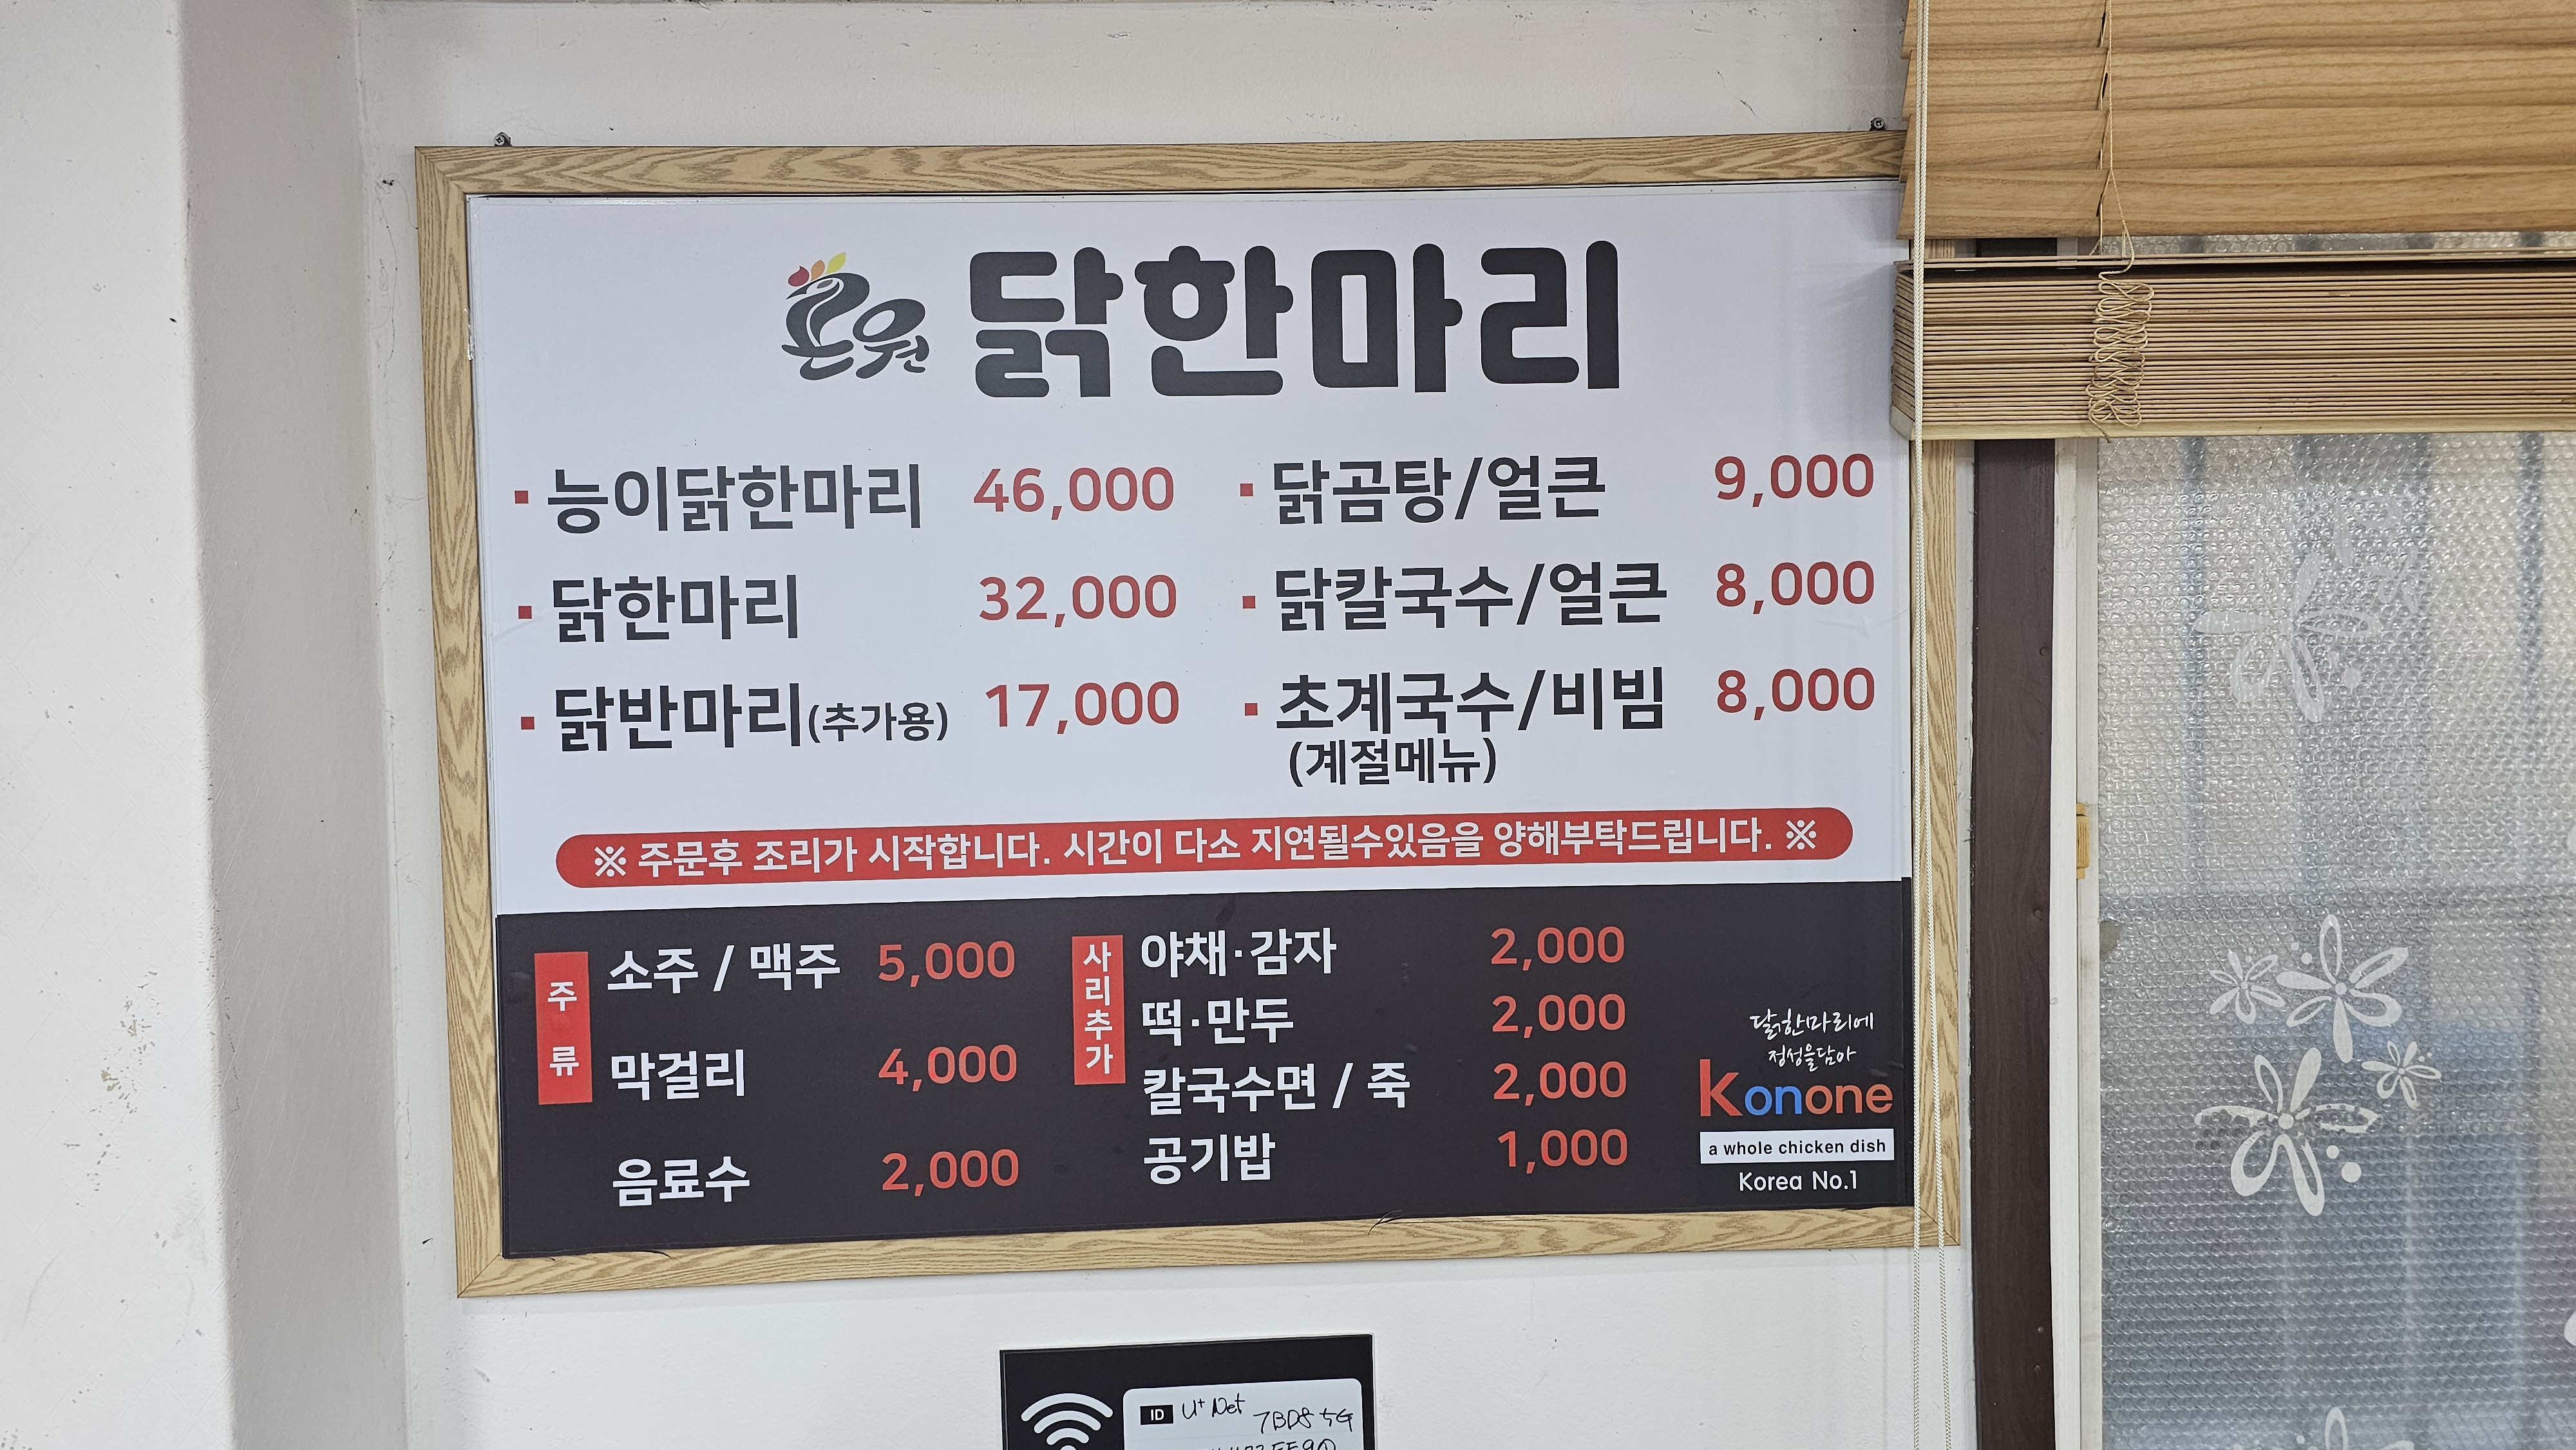 온원 닭한마리
능이닭한마리 46,000
닭한마리 32,000
닭반마리(추가용) 17,000
닭곰탕/얼큰 9,000
닭칼국수/얼큰 8,000
초계국수/비빔 8,000
(계절메뉴)
※ 주문후 조리가 시작합니다. 시간이 다소 지연될수있음을 양해부탁드립니다. ※
주류
소주 / 맥주 5,000
막걸리 4,000
음료수 2,000
사리추가
야채·감자 2,000
떡·만두 2,000
칼국수면 / 죽 2,000
공기밥 1,000
닭한마리에
정성을담아
Konone
a whole chicken dish
Korea No.1
ID U+ Net 7BD8 5G